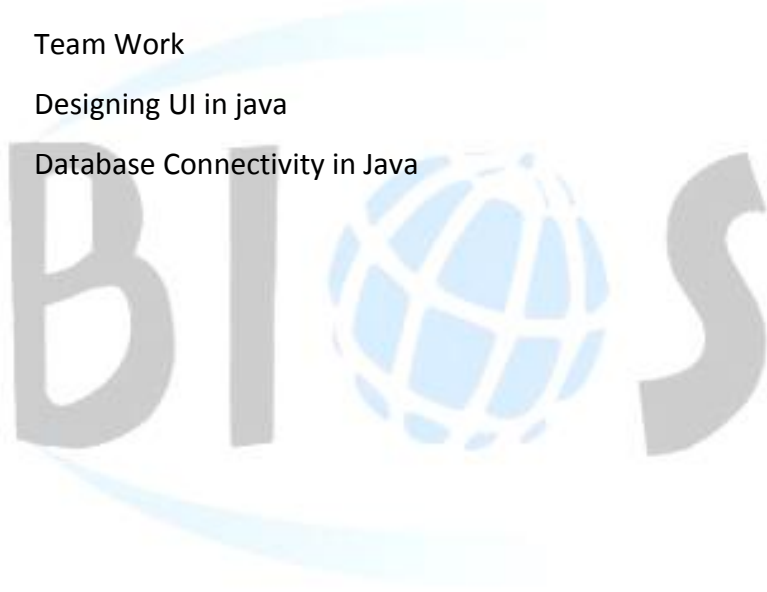 Team Work
Designing UI in java
Database Connectivity in Java
BIOS